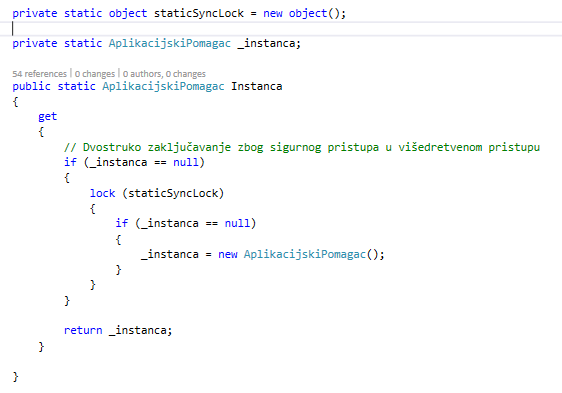 private static object staticSyncLock = new object();
private static AplikacijskiPomagac _instanca;
54 references | 0 changes | 0 authors, 0 changes
public static AplikacijskiPomagac Instanca
{
get
{
// Dvostruko zaključavanje zbog sigurnog pristupa u višedretvenom pristupu
if (_instanca == null)
{
lock (staticSyncLock)
{
if (_instanca == null)
{
_instanca = new AplikacijskiPomagac();
}
}
}
return _instanca;
}
}